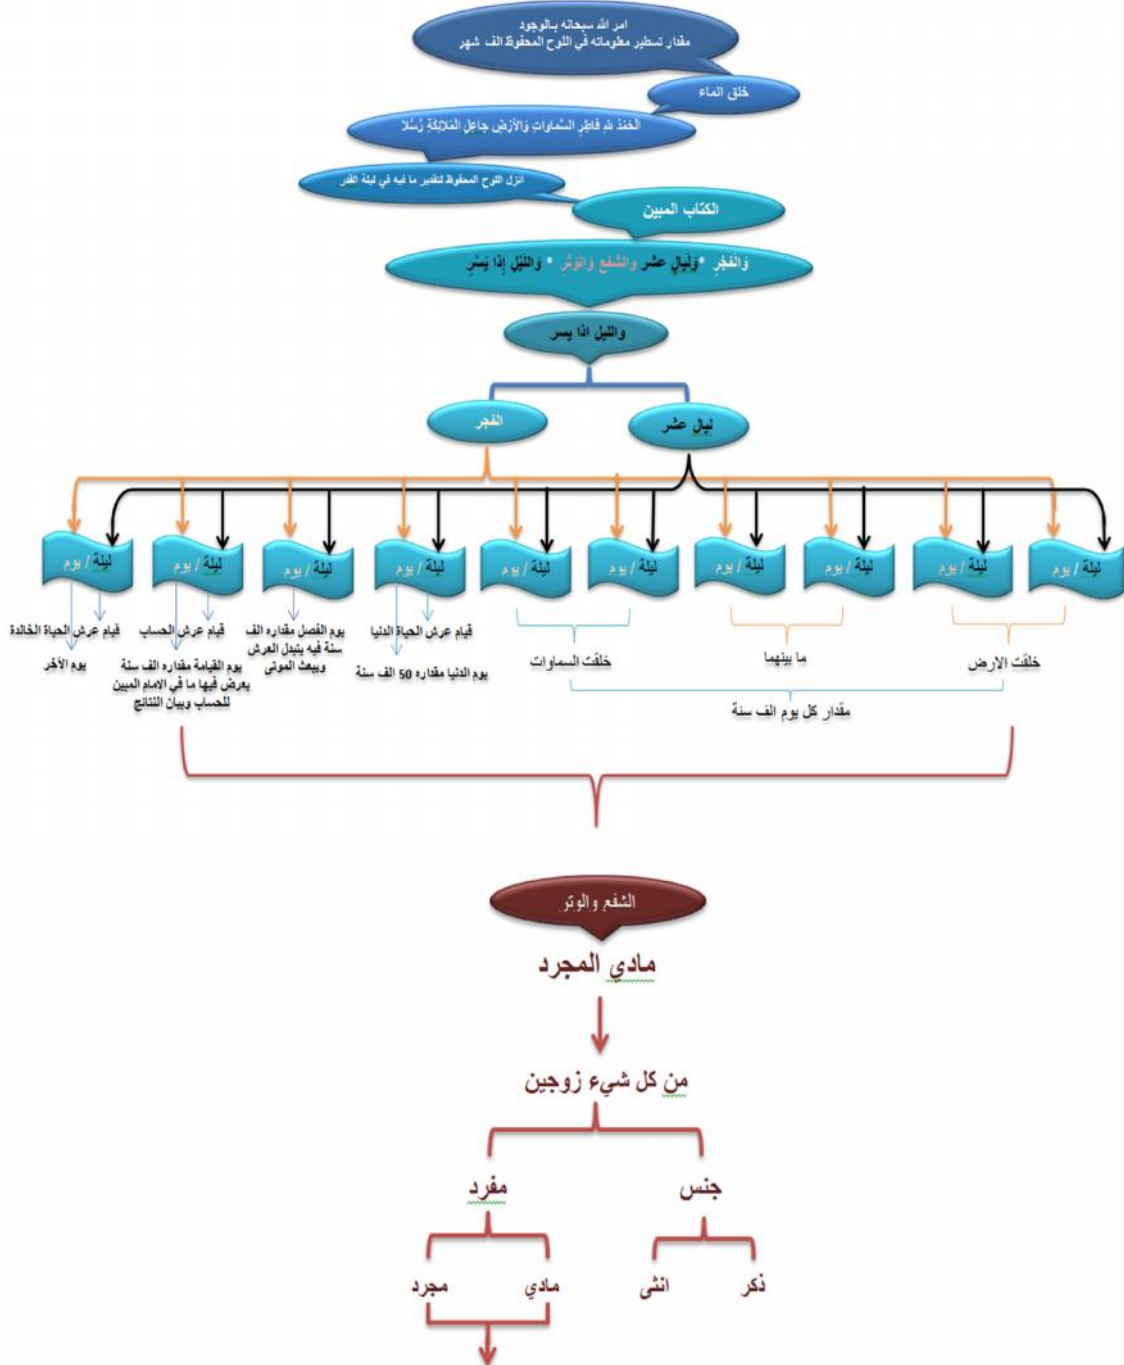 امر الله سبحانه بالوجود
مقدار تسطير معلوماته في اللوح المحفوظ الف شهر
خلق الماء
الْحَمْدُ لِلَّهِ فَاطِرِ السَّمَاوَاتِ وَالْأَرْضِ جَاعِلِ الْمَلَائِكَةِ رُسُلًا
انزل اللوح المحفوظ لتقدير ما فيه في ليلة القدر
الكتاب المبين
وَالْفَجْرِ * وَلَيَالٍ عشر والشفع وَالْوَتْرِ * وَاللَّيْلِ إِذَا يَسْرِ
والليل اذا يسر
ليال عشر
الفجر
ليلة / يوم
ليلة / يوم
ليلة / يوم
ليلة / يوم
ليلة / يوم
ليلة / يوم
ليلة / يوم
ليلة / يوم
ليلة / يوم
ليلة / يوم
خلقت الارض
ما بينهما
خلقت السماوات
مقدار كل يوم الف سنة
قيام عرش الحياة الدنيا
يوم الدنيا مقداره 50 الف سنة
يوم الفصل مقداره الف
سنة فيه يتبدل العرش
ويبعث الموتى
قيام عرش الحساب
يوم القيامة مقداره الف سنة
يعرض فيها ما في الامام المبين
للحساب وبيان النتائج
قيام عرش الحياة الخالدة
يوم الآخر
الشفع والوتر
مادي المجرد
من كل شيء زوجين
جنس
مفرد
ذكر
انثى
مادي
مجرد